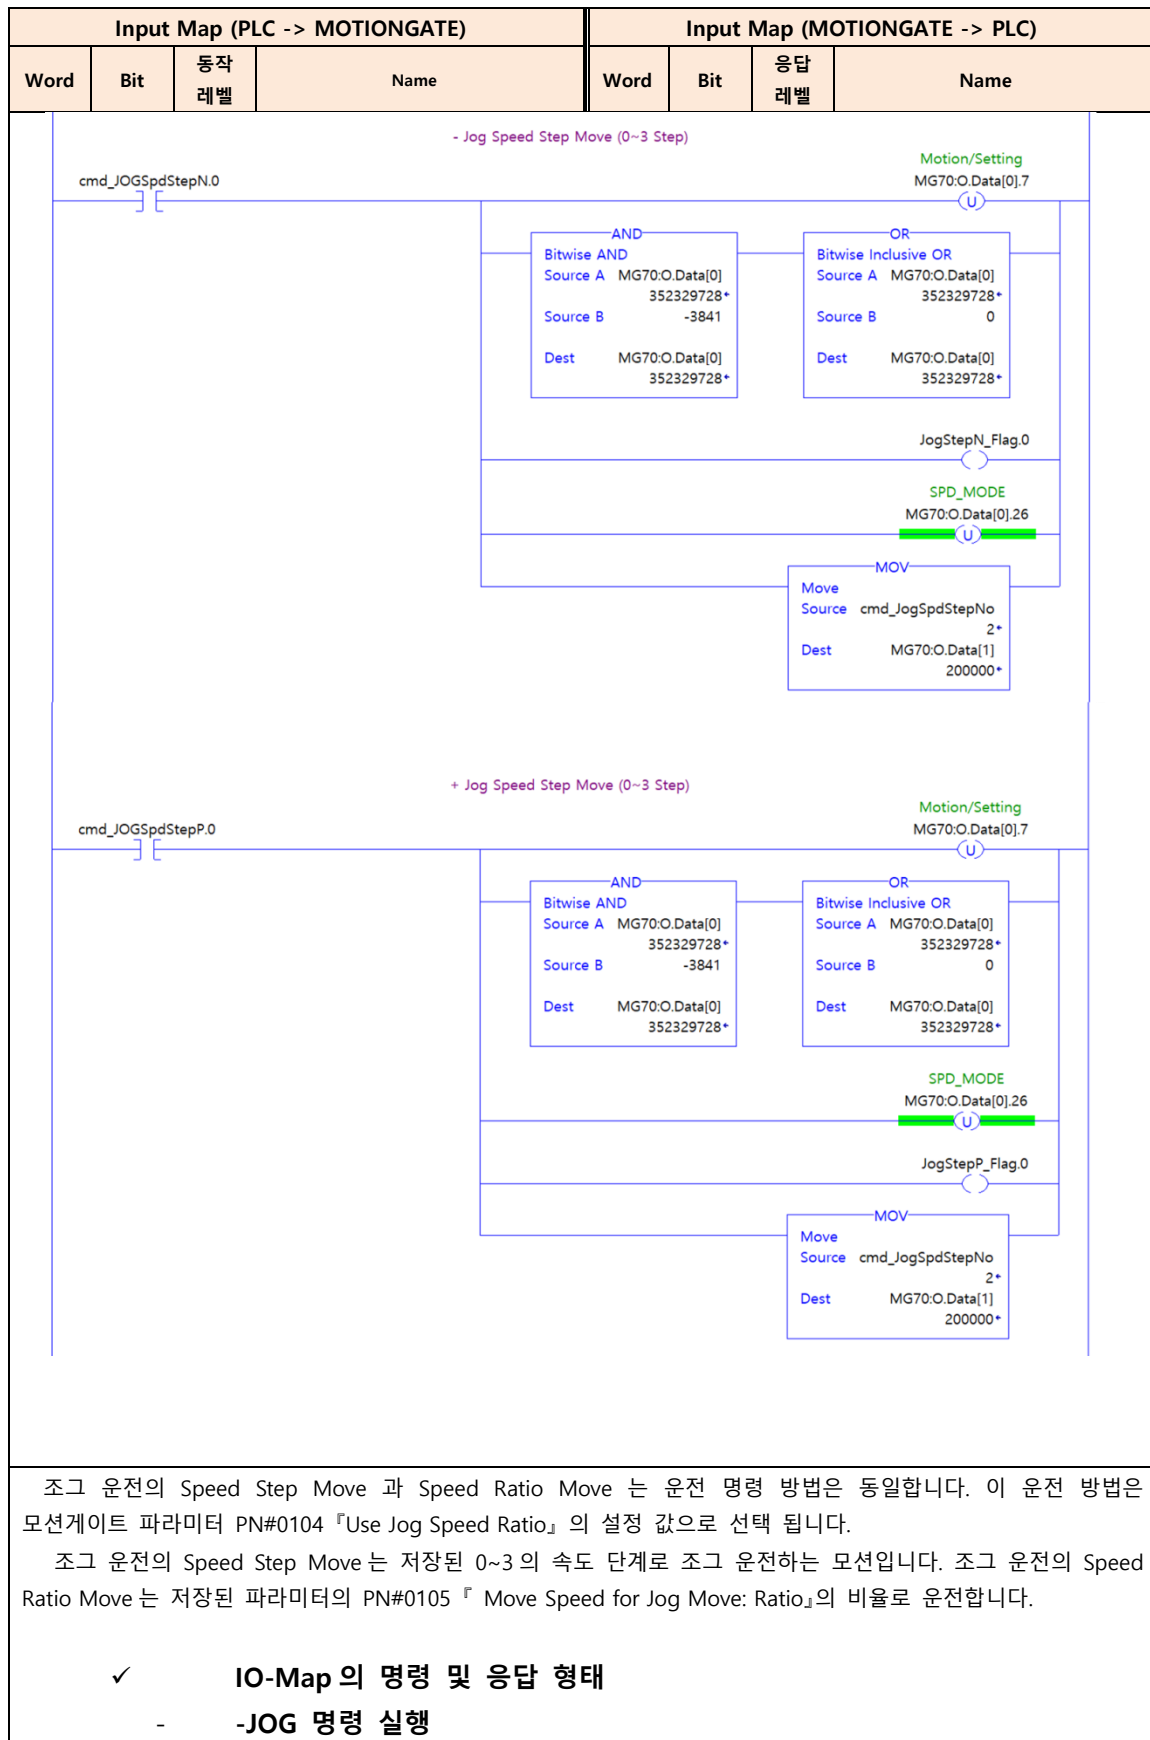 Input Map (PLC -> MOTIONGATE) Input Map (MOTIONGATE -> PLC)
Word Bit 동작 레벨 Name Word Bit 응답 레벨 Name
- Jog Speed Step Move (0~3 Step)
Motion/Setting
cmd_JOGSpdStepN.0 MG70:O.Data[0].7
U
AND OR
Bitwise AND Bitwise Inclusive OR
Source A MG70:O.Data[0] Source A MG70:O.Data[0]
352329728 352329728
Source B -3841 Source B 0
Dest MG70:O.Data[0] Dest MG70:O.Data[0]
352329728 352329728
JogStepN_Flag.0
SPD_MODE
MG70:O.Data[0].26
U
MOV
Move
Source cmd_JogSpdStepNo
2
Dest MG70:O.Data[1]
200000
+ Jog Speed Step Move (0~3 Step)
Motion/Setting
cmd_JOGSpdStepP.0 MG70:O.Data[0].7
U
AND OR
Bitwise AND Bitwise Inclusive OR
Source A MG70:O.Data[0] Source A MG70:O.Data[0]
352329728 352329728
Source B -3841 Source B 0
Dest MG70:O.Data[0] Dest MG70:O.Data[0]
352329728 352329728
SPD_MODE
MG70:O.Data[0].26
U
JogStepP_Flag.0
MOV
Move
Source cmd_JogSpdStepNo
2
Dest MG70:O.Data[1]
200000
조그 운전의 Speed Step Move 과 Speed Ratio Move 는 운전 명령 방법은 동일합니다. 이 운전 방법은
모션게이트 파라미터 PN#0104『Use Jog Speed Ratio』의 설정 값으로 선택 됩니다.
조그 운전의 Speed Step Move 는 저장된 0~3 의 속도 단계로 조그 운전하는 모션입니다. 조그 운전의 Speed
Ratio Move 는 저장된 파라미터의 PN#0105『 Move Speed for Jog Move: Ratio』의 비율로 운전합니다.
✓ IO-Map 의 명령 및 응답 형태
- -JOG 명령 실행